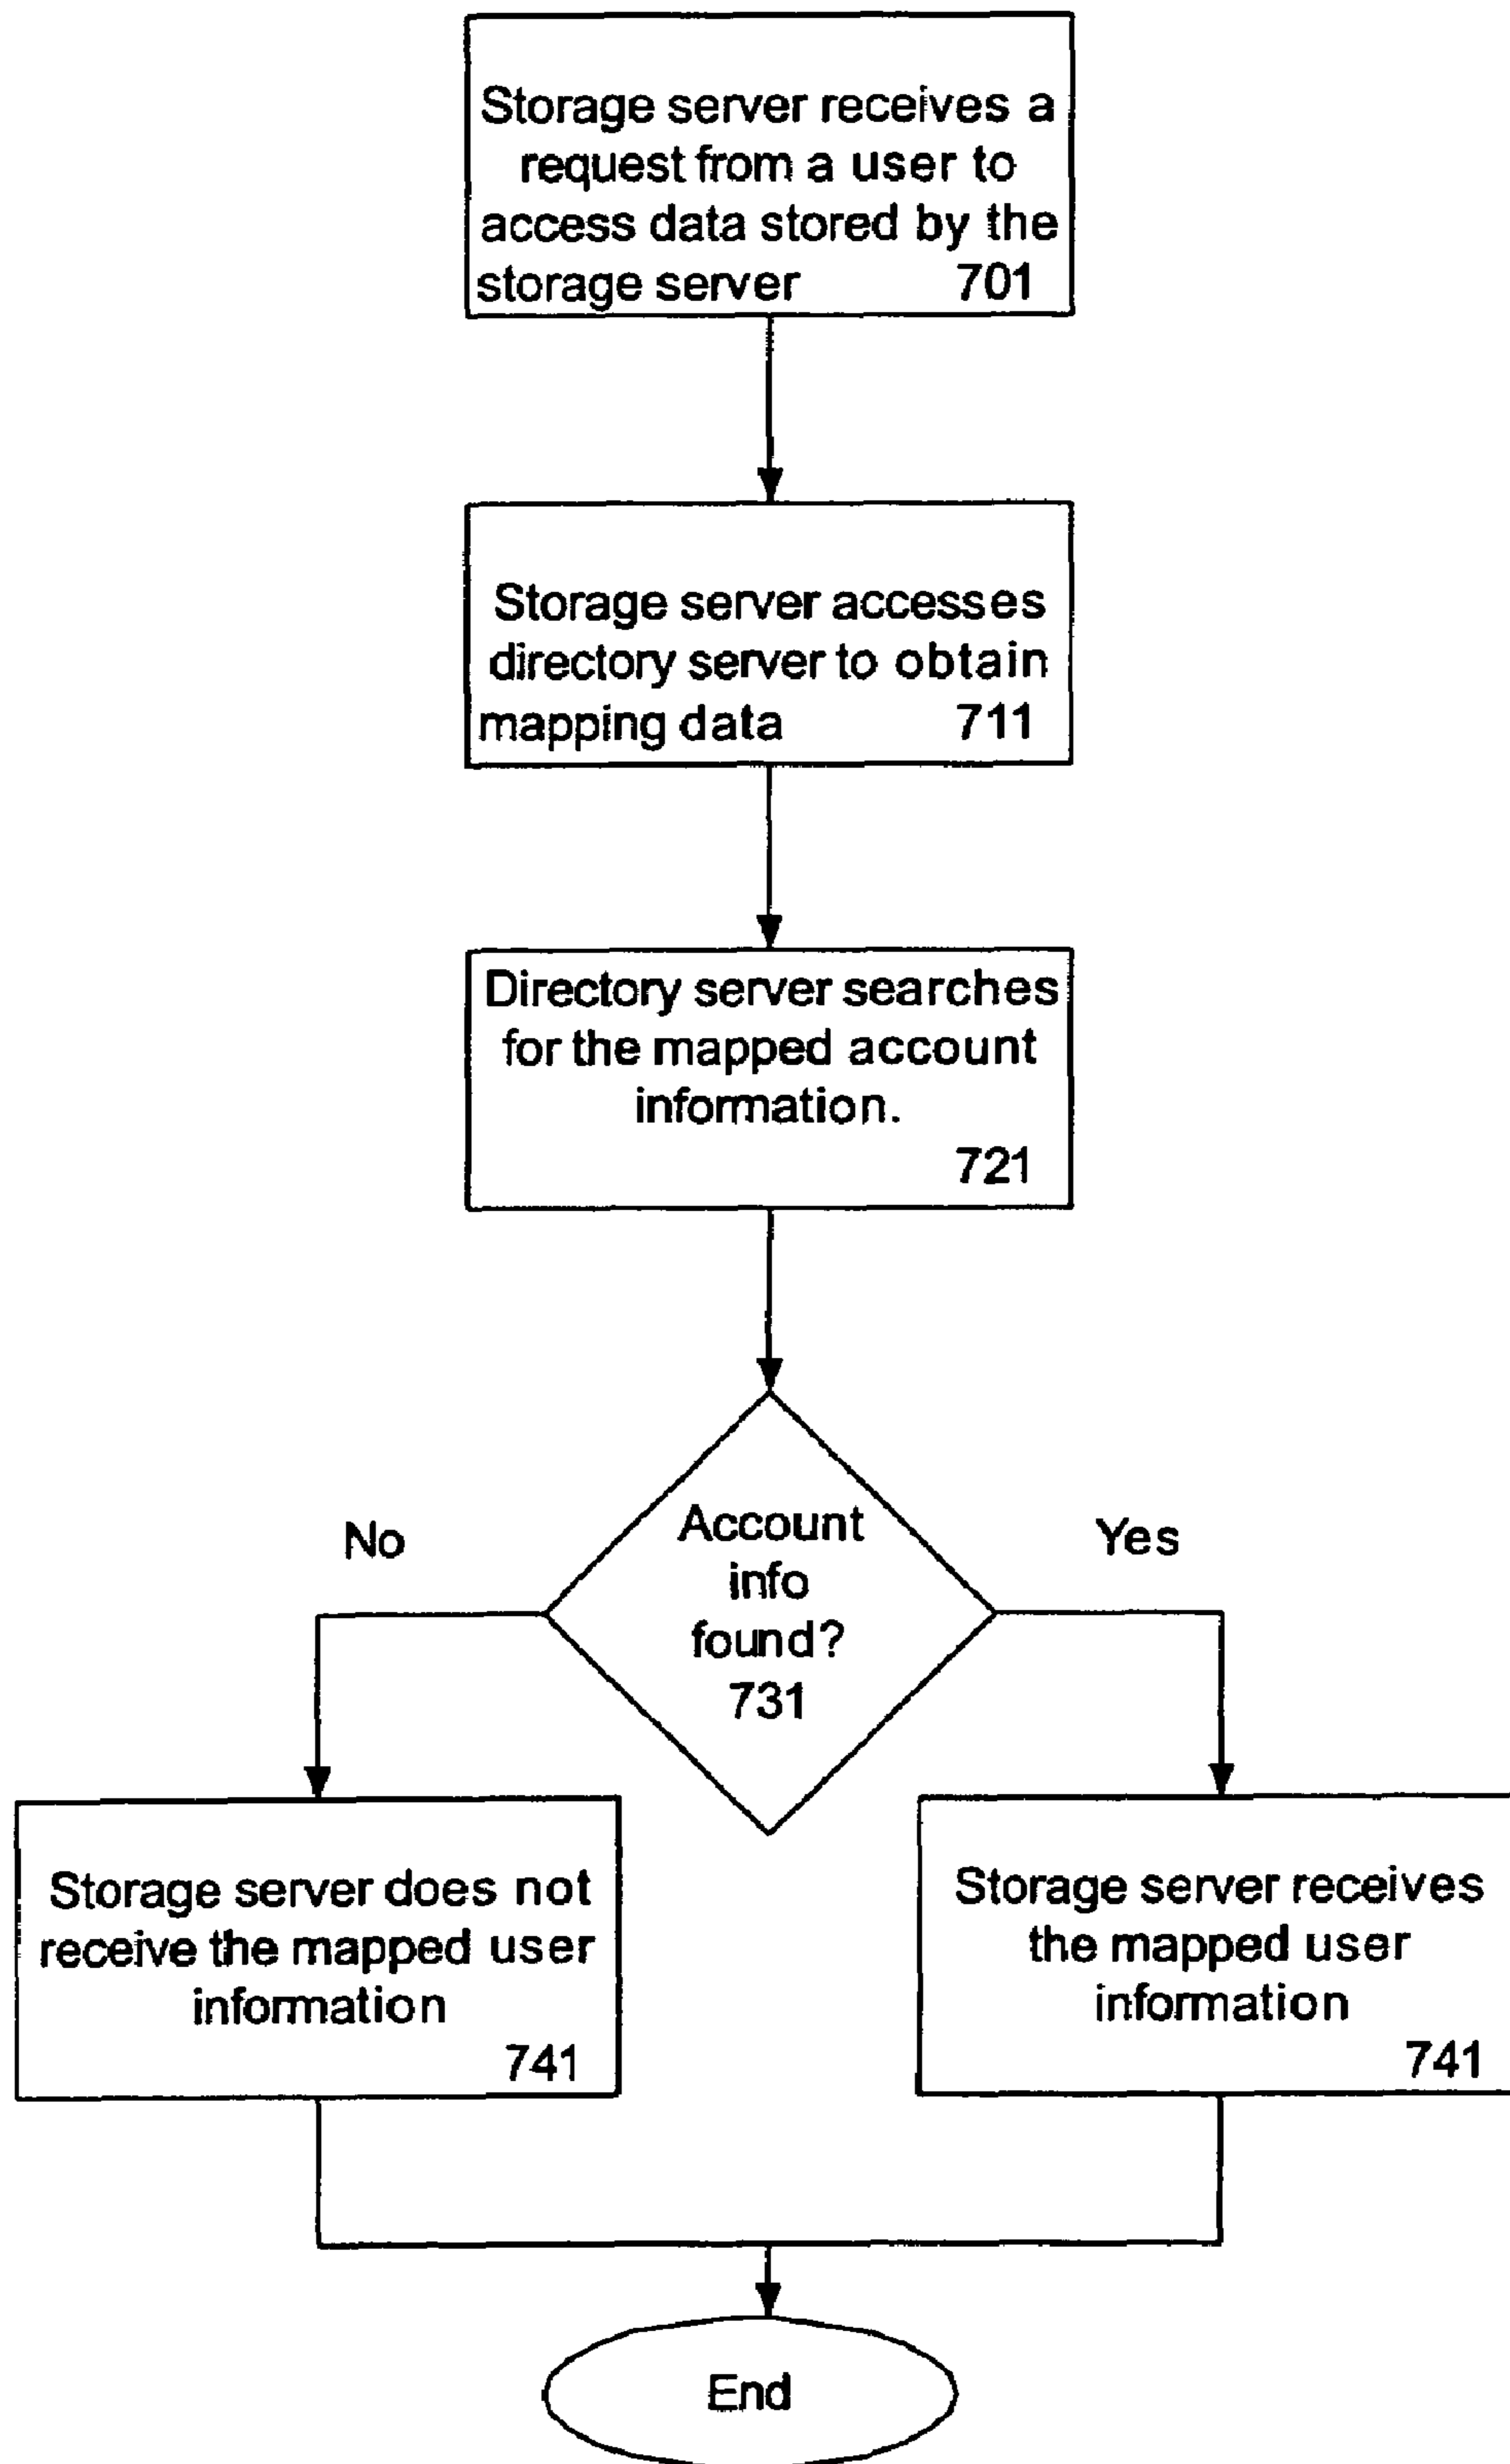 Storage server receives a
request from a user to
access data stored by the
storage server 701
Storage server accesses
directory server to obtain
mapping data 711
Directory server searches
for the mapped account
information.
721
No
Account
info
found?
731
Yes
Storage server does not
receive the mapped user
information
741
Storage server receives
the mapped user
information
741
End